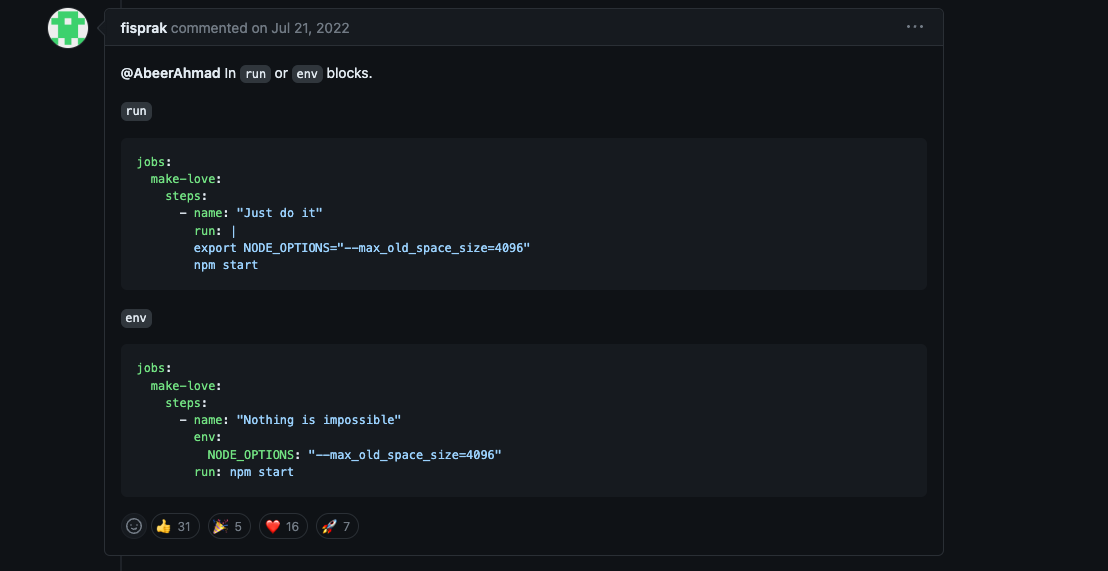 fisprak commented on Jul 21, 2022
@AbeerAhmad In run or env blocks.
run
jobs:
  make-love:
    steps:
      - name: "Just do it"
        run: |
        export NODE_OPTIONS="--max_old_space_size=4096"
        npm start
env
jobs:
  make-love:
    steps:
      - name: "Nothing is impossible"
        env:
          NODE_OPTIONS: "--max_old_space_size=4096"
        run: npm start
👍 31 🎉 5 ❤️ 16 🚀 7